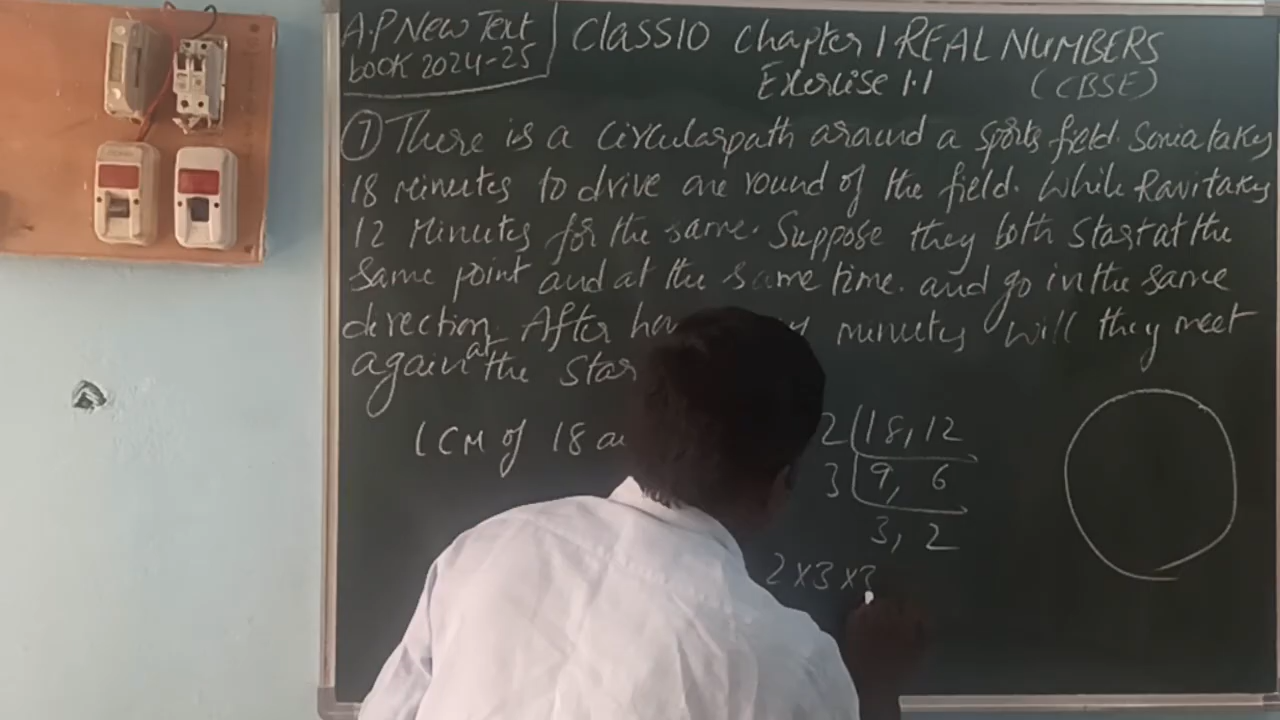 A.P New Text
book 2024-25
Class10 Chapter 1 REAL NUMBERS
Exercise 1.1 (CBSE)
⑦ There is a circular path around a sports field. Sonia takes
18 minutes to drive one round of the field. While Ravi takes
12 Minutes for the same. Suppose they both start at the
same point and at the same time. and go in the same
direction. After minutes will they meet
again at the
LCM of 18
2 18, 12
3 9, 6
3, 2
2 × 3 × 3